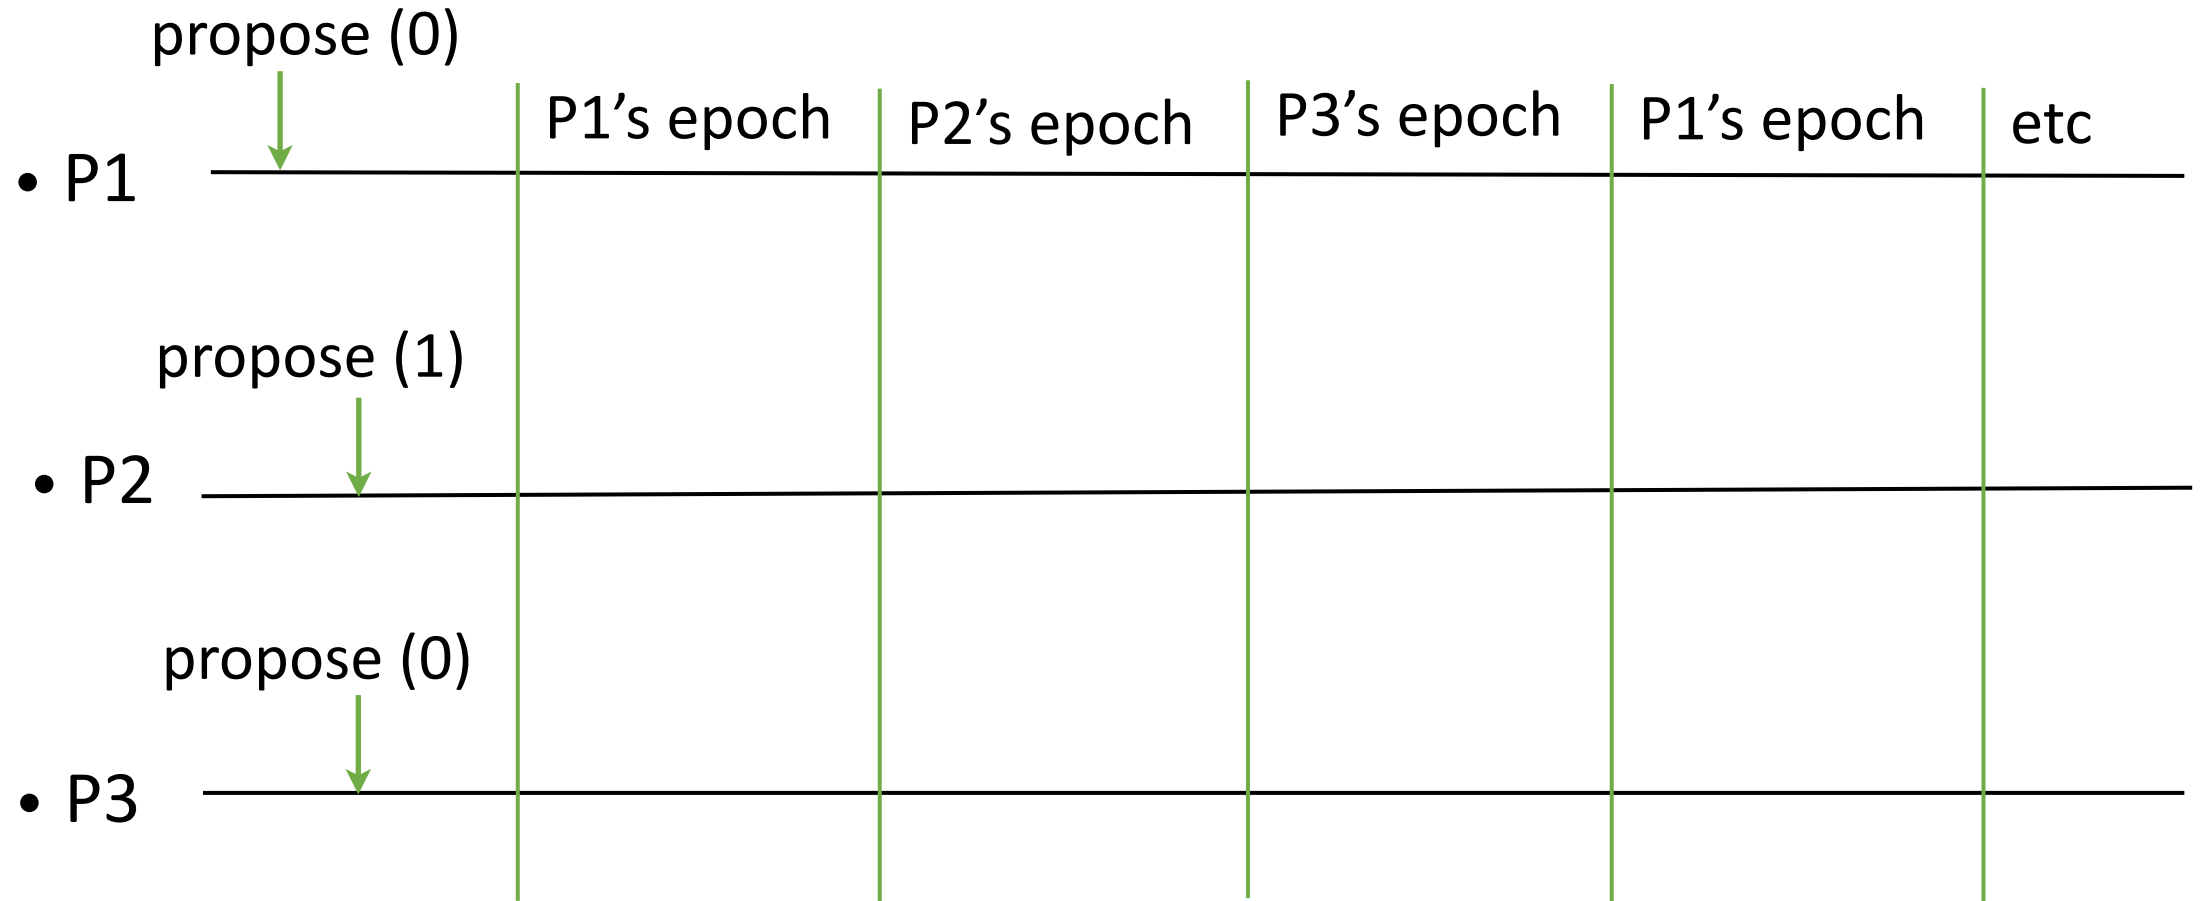 propose (0)
P1's epoch P2's epoch P3's epoch P1's epoch etc
• P1
propose (1)
• P2
propose (0)
• P3